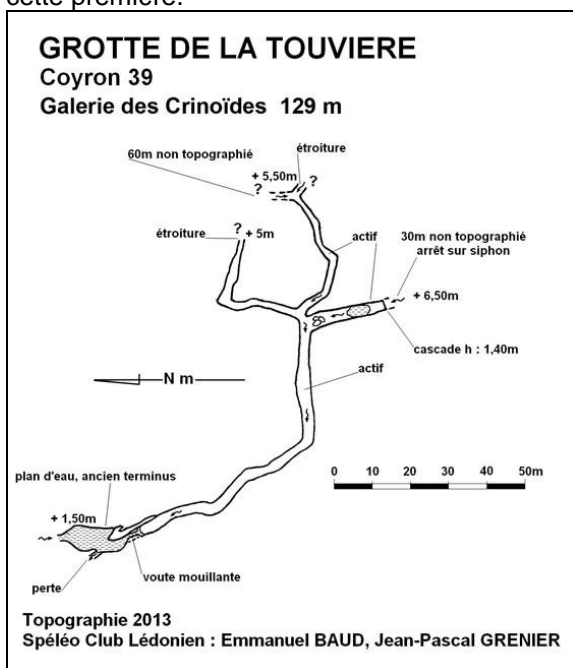 cette première.
GROTTE DE LA TOUVIERE
Coyron 39
Galerie des Crinoïdes 129 m
60m non topographié
étroiture
+ 5,50m
?
?
étroiture
? + 5m
actif
30m non topographié
arrêt sur siphon
+ 6,50m
cascade h : 1,40m
actif
N m
0 10 20 30 40 50m
plan d'eau, ancien terminus
+ 1,50m
perte
voute mouillante
Topographie 2013
Spéléo Club Lédonien : Emmanuel BAUD, Jean-Pascal GRENIER